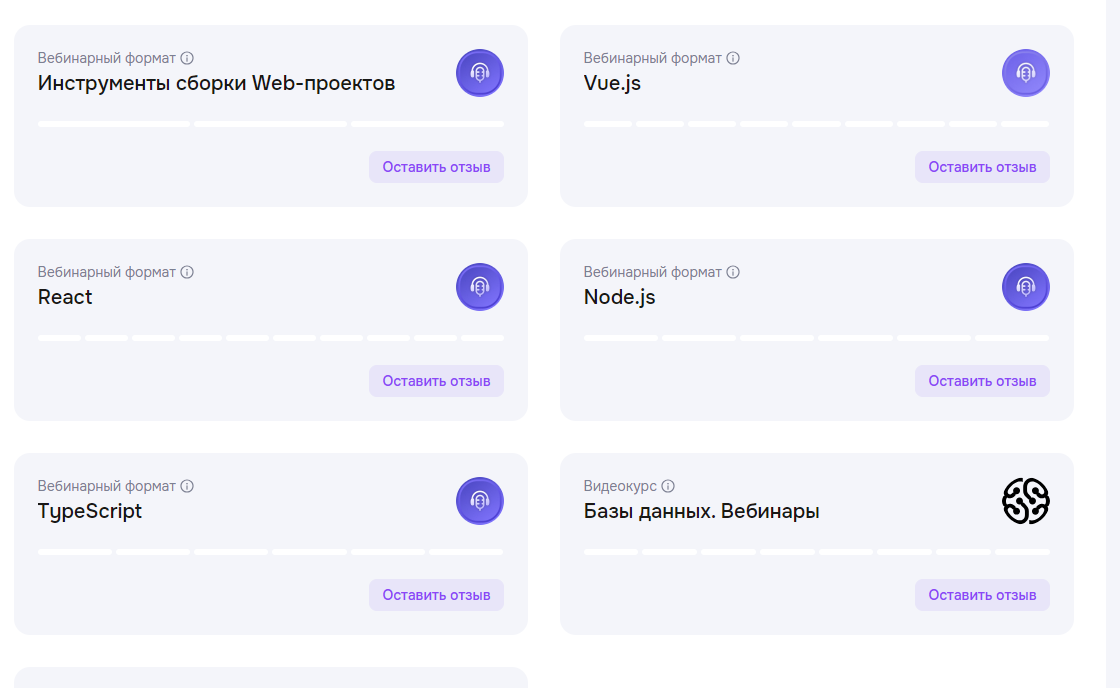 Вебинарный формат
Инструменты сборки Web-проектов
Оставить отзыв
Вебинарный формат
Vue.js
Оставить отзыв
Вебинарный формат
React
Оставить отзыв
Вебинарный формат
Node.js
Оставить отзыв
Вебинарный формат
TypeScript
Оставить отзыв
Видеокурс
Базы данных. Вебинары
Оставить отзыв